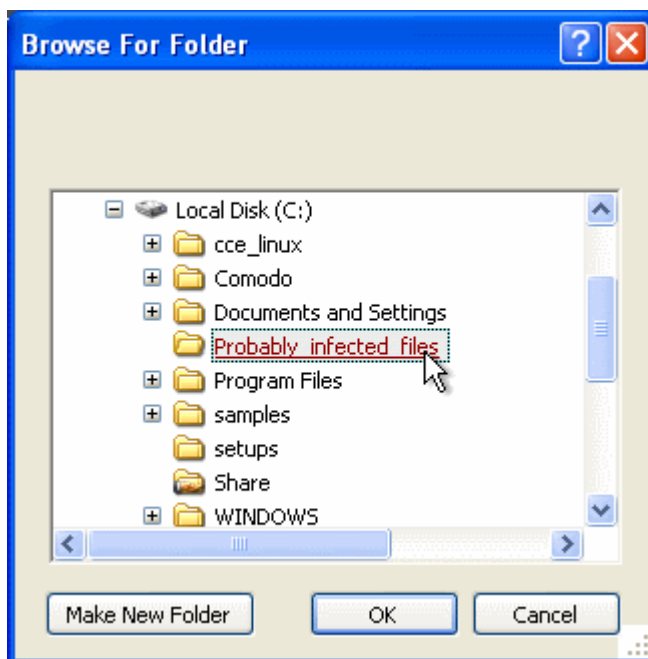 Browse For Folder
Local Disk (C:)
cce_linux
Comodo
Documents and Settings
Probably_infected_files
Program Files
samples
setups
Share
WINDOWS
Make New Folder OK Cancel